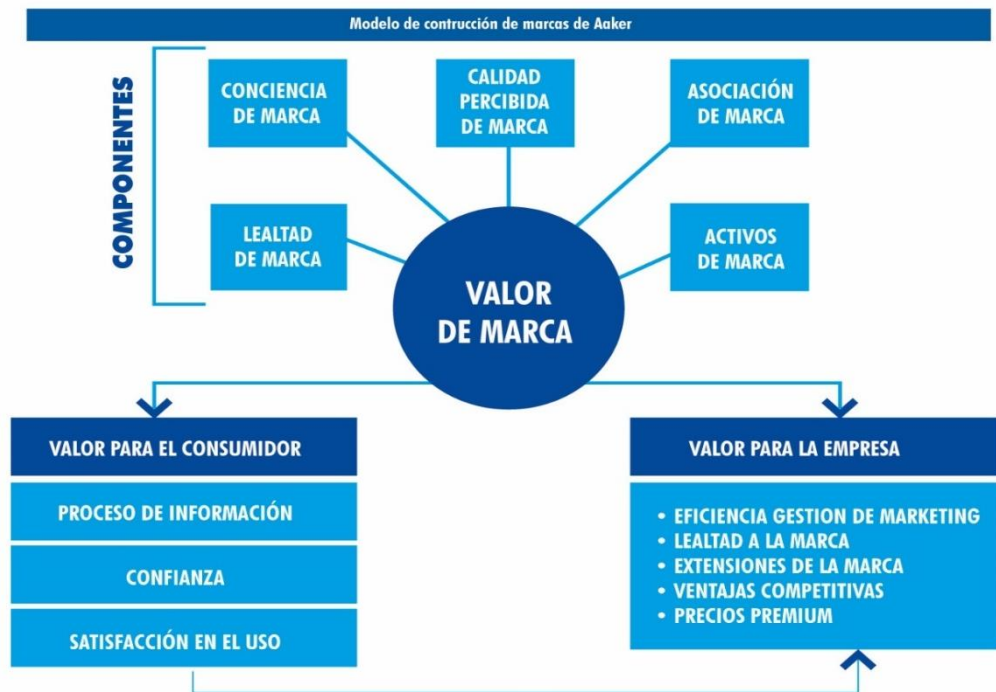 Modelo de contrucción de marcas de Aaker
COMPONENTES
CONCIENCIA
DE MARCA
CALIDAD
PERCIBIDA
DE MARCA
ASOCIACIÓN
DE MARCA
LEALTAD
DE MARCA
ACTIVOS
DE MARCA
VALOR
DE MARCA
VALOR PARA EL CONSUMIDOR
PROCESO DE INFORMACIÓN
CONFIANZA
SATISFACCIÓN EN EL USO
VALOR PARA LA EMPRESA
• EFICIENCIA GESTION DE MARKETING
• LEALTAD A LA MARCA
• EXTENSIONES DE LA MARCA
• VENTAJAS COMPETITIVAS
• PRECIOS PREMIUM